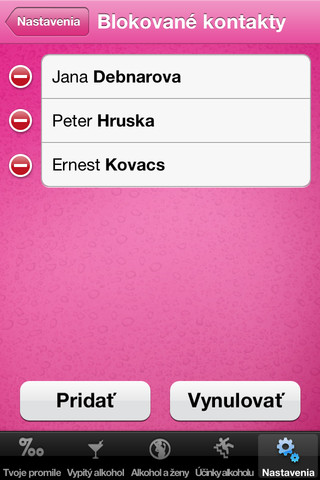 Nastavenia Blokované kontakty
Jana Debnarova
Peter Hruska
Ernest Kovacs
Pridať Vynulovať
‰
Tvoje promile Vypitý alkohol Alkohol a ženy Účinky alkoholu Nastavenia